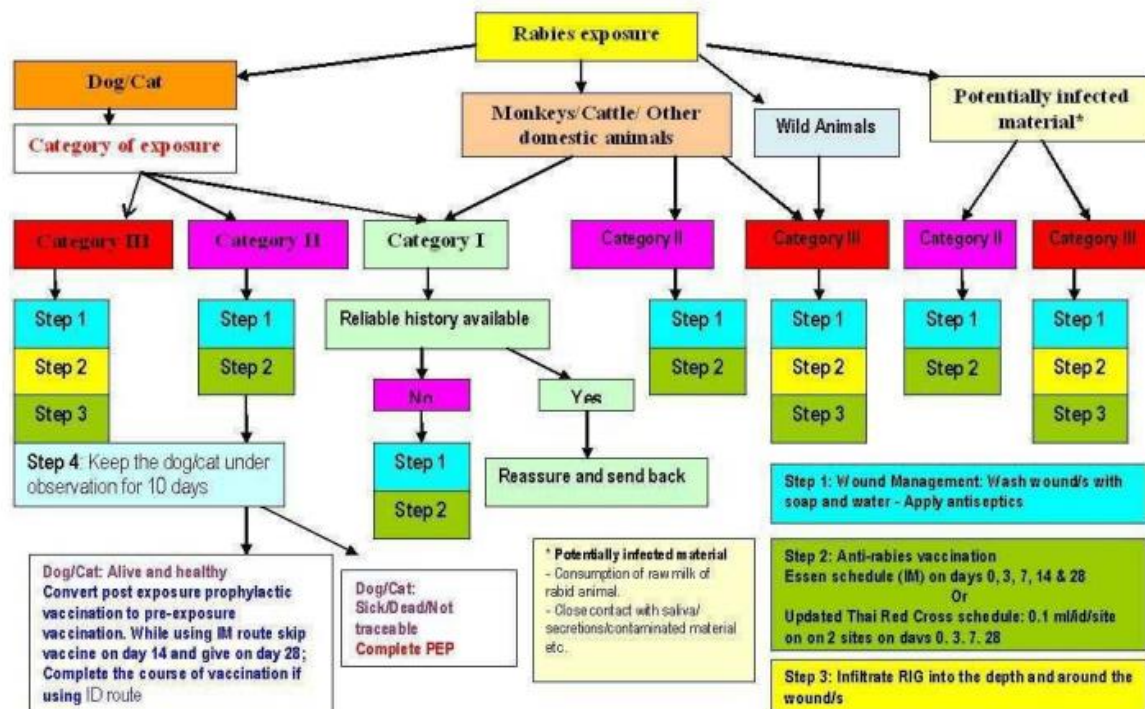 Rabies exposure
Dog/Cat
Monkeys/Cattle/ Other
domestic animals
Wild Animals
Potentially infected
material*
Category of exposure
Category III
Category II
Category I
Category II
Category III
Category II
Category III
Step 1
Step 2
Step 3
Step 1
Step 2
Reliable history available
No
Yes
Step 1
Step 2
Reassure and send back
Step 1
Step 2
Step 1
Step 2
Step 3
Step 1
Step 2
Step 1
Step 2
Step 3
Step 4: Keep the dog/cat under
observation for 10 days
Dog/Cat: Alive and healthy
Convert post exposure prophylactic
vaccination to pre-exposure
vaccination. While using IM route skip
vaccine on day 14 and give on day 28;
Complete the course of vaccination if
using ID route
Dog/Cat:
Sick/Dead/Not
traceable
Complete PEP
* Potentially infected material
- Consumption of raw milk of
rabid animal.
- Close contact with saliva/
secretions/contaminated material
etc.
Step 1: Wound Management: Wash wound/s with
soap and water - Apply antiseptics
Step 2: Anti-rabies vaccination
Essen schedule (IM) on days 0, 3, 7, 14 & 28
Or
Updated Thai Red Cross schedule: 0.1 ml/id/site
on on 2 sites on days 0. 3. 7. 28
Step 3: Infiltrate RIG into the depth and around the
wound/s